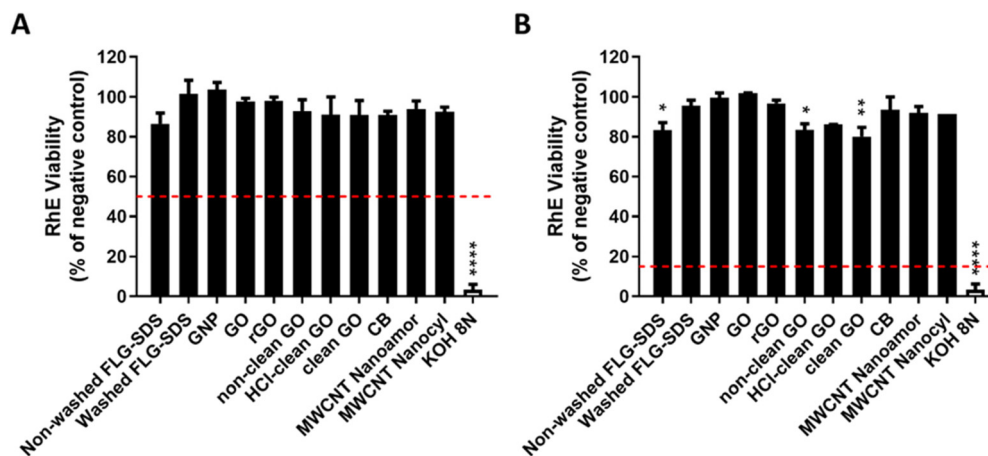 A
RhE Viability
(% of negative control)
120
100
80
60
40
20
0
****
Non-washed FLG-SDS
Washed FLG-SDS
GNP
GO
rGO
non-clean GO
HCl-clean GO
clean GO
CB
MWCNT Nanoamor
MWCNT Nanocyl
KOH 8N
B
RhE Viability
(% of negative control)
120
100
80
60
40
20
0
*
*
**
****
Non-washed FLG-SDS
Washed FLG-SDS
GNP
GO
rGO
non-clean GO
HCl-clean GO
clean GO
CB
MWCNT Nanoamor
MWCNT Nanocyl
KOH 8N